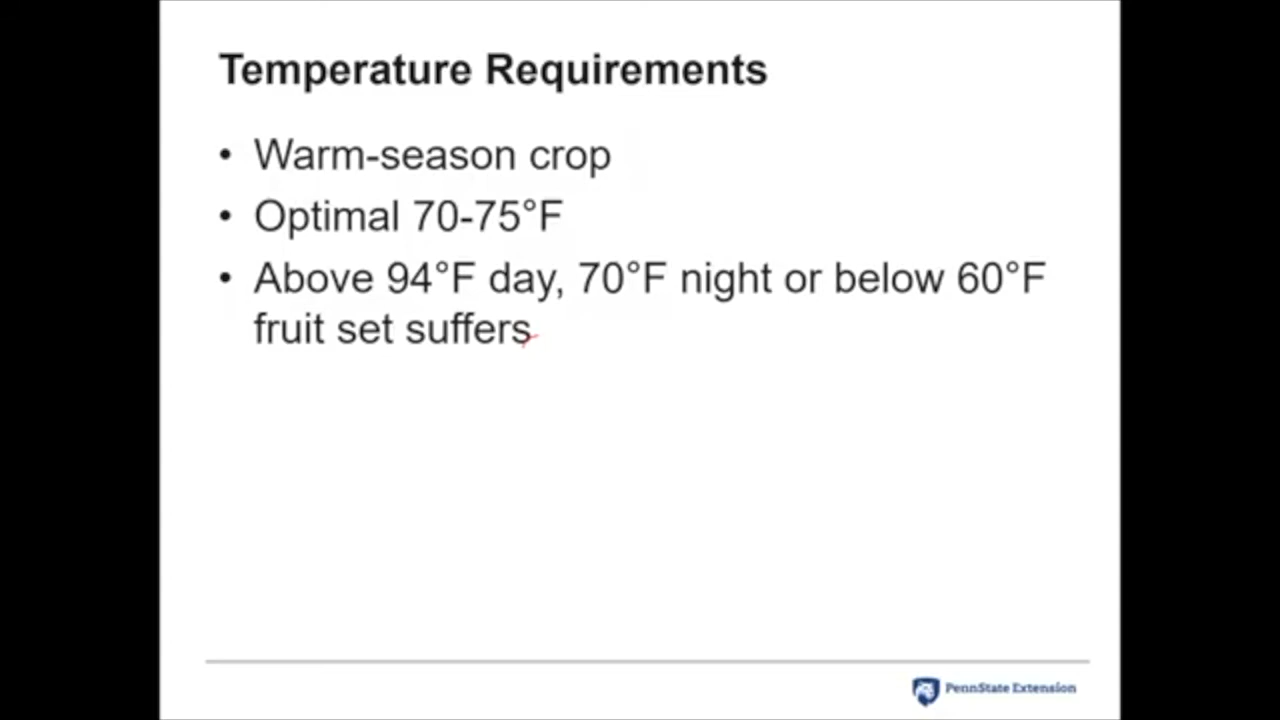 Temperature Requirements
• Warm-season crop
• Optimal 70-75°F
• Above 94°F day, 70°F night or below 60°F
fruit set suffers
PennState Extension